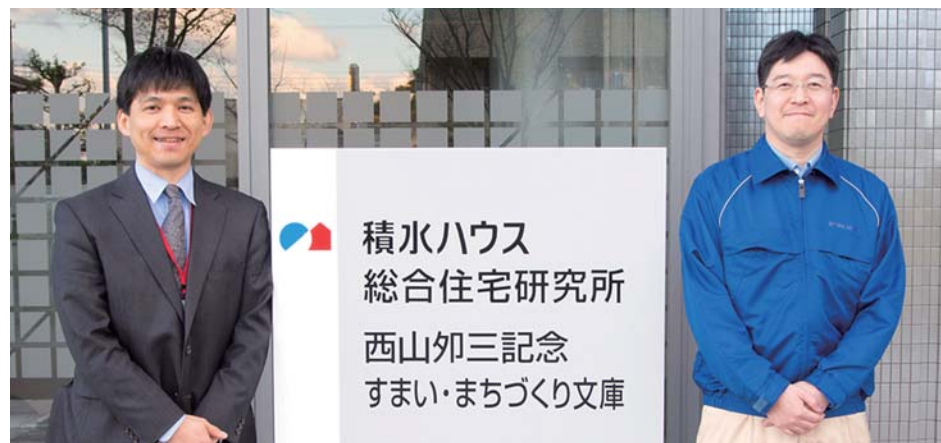 積水ハウス
総合住宅研究所
西山夘三記念
すまい・まちづくり文庫